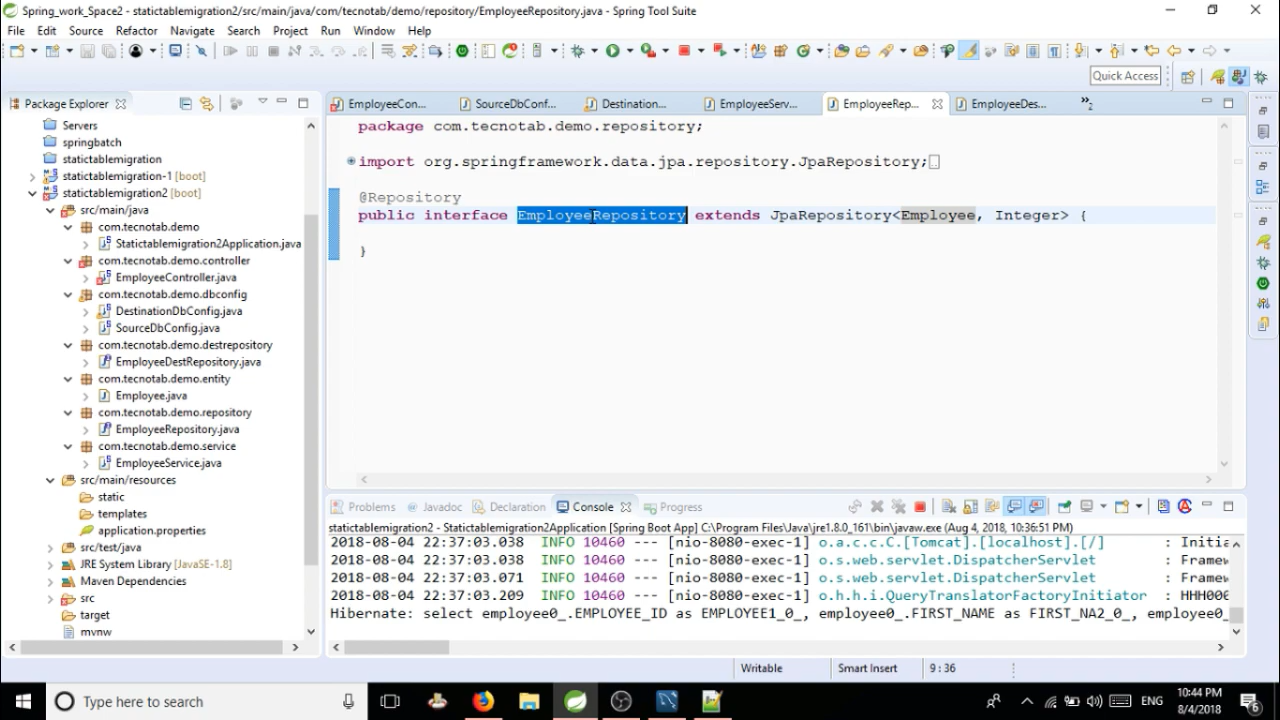 Spring_work_Space2 - statictablemigration2/src/main/java/com/tecnotab/demo/repository/EmployeeRepository.java - Spring Tool Suite
File Edit Source Refactor Navigate Search Project Run Window Help
Quick Access
Package Explorer
Servers
springbatch
statictablemigration
statictablemigration-1 [boot]
statictablemigration2 [boot]
src/main/java
com.tecnotab.demo
Statictablemigration2Application.java
com.tecnotab.demo.controller
EmployeeController.java
com.tecnotab.demo.dbconfig
DestinationDbConfig.java
SourceDbConfig.java
com.tecnotab.demo.destrepository
EmployeeDestRepository.java
com.tecnotab.demo.entity
Employee.java
com.tecnotab.demo.repository
EmployeeRepository.java
com.tecnotab.demo.service
EmployeeService.java
src/main/resources
static
templates
application.properties
src/test/java
JRE System Library [JavaSE-1.8]
Maven Dependencies
src
target
mvnw
EmployeeCon... SourceDbConf... Destination... EmployeeServ... EmployeeRep... EmployeeDes... »2
package com.tecnotab.demo.repository;
import org.springframework.data.jpa.repository.JpaRepository;
@Repository
public interface EmployeeRepository extends JpaRepository<Employee, Integer> {
}
Problems Javadoc Declaration Console Progress
statictablemigration2 - Statictablemigration2Application [Spring Boot App] C:\Program Files\Java\jre1.8.0_161\bin\javaw.exe (Aug 4, 2018, 10:36:51 PM)
2018-08-04 22:37:03.038 INFO 10460 --- [nio-8080-exec-1] o.a.c.c.C.[Tomcat].[localhost].[/] : Initia
2018-08-04 22:37:03.038 INFO 10460 --- [nio-8080-exec-1] o.s.web.servlet.DispatcherServlet : Framew
2018-08-04 22:37:03.071 INFO 10460 --- [nio-8080-exec-1] o.s.web.servlet.DispatcherServlet : Framew
2018-08-04 22:37:03.209 INFO 10460 --- [nio-8080-exec-1] o.h.h.i.QueryTranslatorFactoryInitiator : HHH000
Hibernate: select employee0_.EMPLOYEE_ID as EMPLOYEE1_0_, employee0_.FIRST_NAME as FIRST_NA2_0_, employee0_
Writable Smart Insert 9 : 36
Type here to search
ENG
10:44 PM
8/4/2018
6